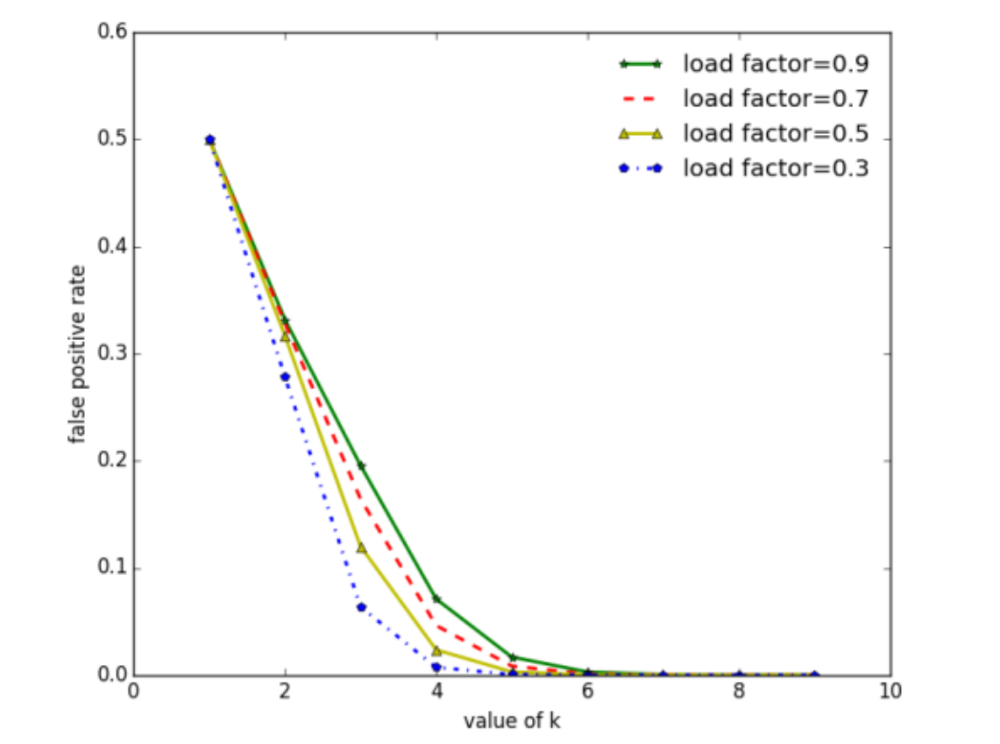 0.6
0.5
0.4
0.3
0.2
0.1
0.0
false positive rate
load factor=0.9
load factor=0.7
load factor=0.5
load factor=0.3
0 2 4 6 8 10
value of k